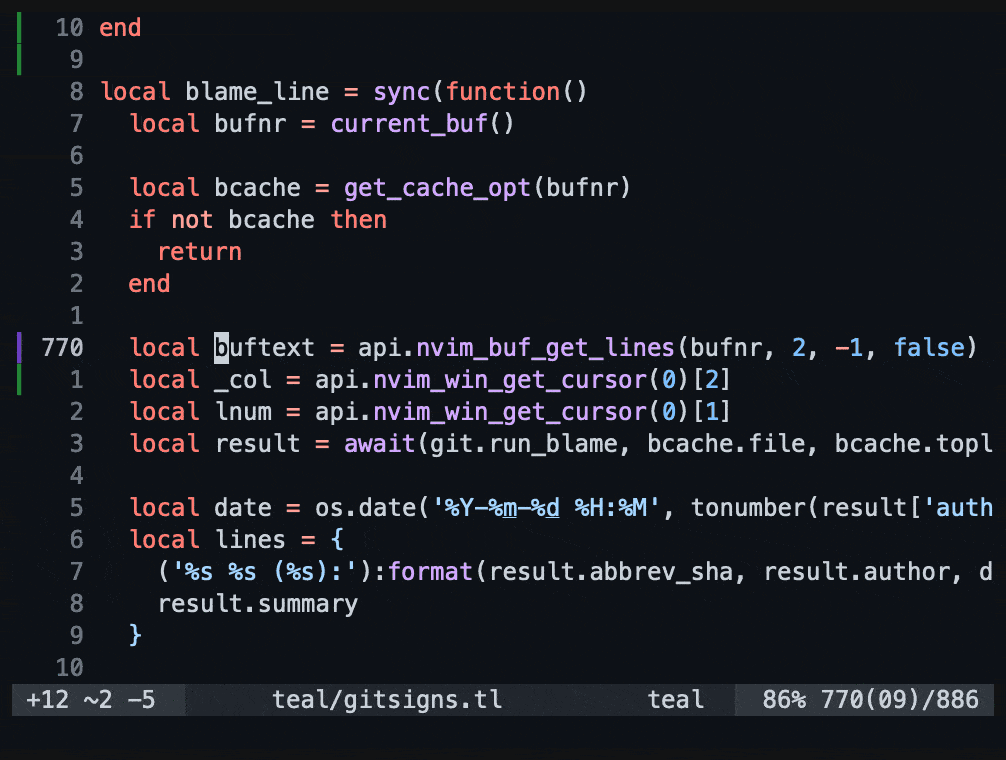 10 end
9
8 local blame_line = sync(function()
7   local bufnr = current_buf()
6
5   local bcache = get_cache_opt(bufnr)
4   if not bcache then
3     return
2   end
1
770   local buftext = api.nvim_buf_get_lines(bufnr, 2, -1, false)
1   local _col = api.nvim_win_get_cursor(0)[2]
2   local lnum = api.nvim_win_get_cursor(0)[1]
3   local result = await(git.run_blame, bcache.file, bcache.topl
4
5   local date = os.date('%Y-%m-%d %H:%M', tonumber(result['auth
6   local lines = {
7     ('%s %s (%s):'):format(result.abbrev_sha, result.author, d
8     result.summary
9   }
10
+12 ~2 -5 teal/gitsigns.tl teal 86% 770(09)/886